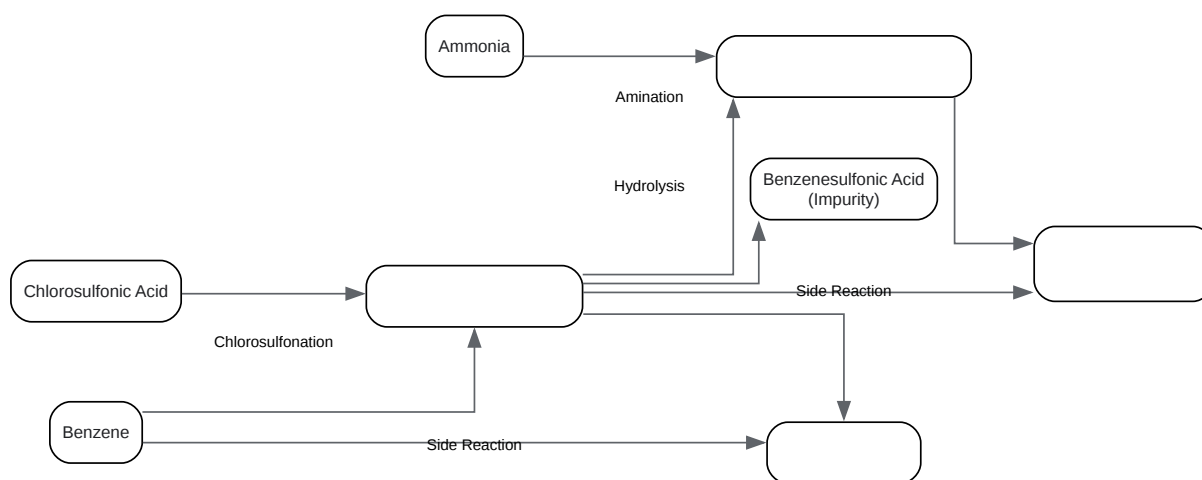 Ammonia
Amination
Hydrolysis
Benzenesulfonic Acid
(Impurity)
Chlorosulfonic Acid
Side Reaction
Chlorosulfonation
Benzene
Side Reaction